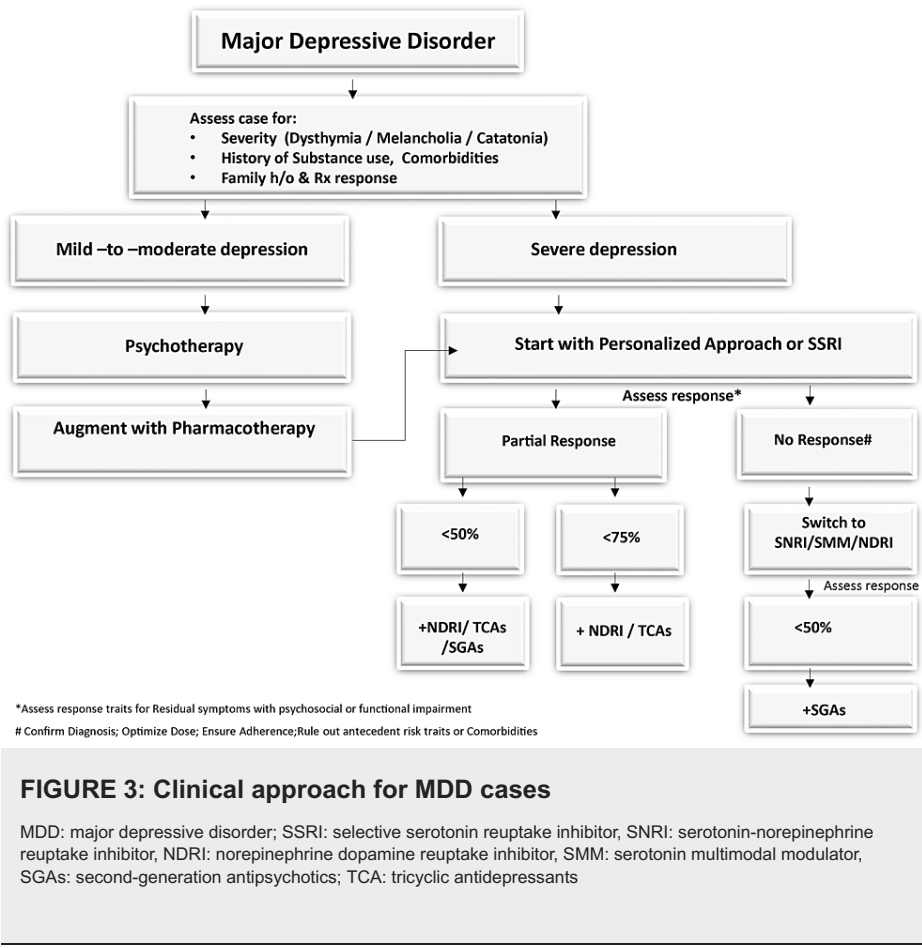 Major Depressive Disorder
Assess case for:
• Severity (Dysthymia / Melancholia / Catatonia)
• History of Substance use, Comorbidities
• Family h/o & Rx response
Mild –to –moderate depression
Severe depression
Psychotherapy
Start with Personalized Approach or SSRI
Augment with Pharmacotherapy
Assess response*
Partial Response
No Response#
<50%
<75%
Switch to
SNRI/SMM/NDRI
Assess response
+NDRI/ TCAs
/SGAs
+ NDRI / TCAs
<50%
+SGAs
*Assess response traits for Residual symptoms with psychosocial or functional impairment
# Confirm Diagnosis; Optimize Dose; Ensure Adherence;Rule out antecedent risk traits or Comorbidities
FIGURE 3: Clinical approach for MDD cases
MDD: major depressive disorder; SSRI: selective serotonin reuptake inhibitor, SNRI: serotonin-norepinephrine
reuptake inhibitor, NDRI: norepinephrine dopamine reuptake inhibitor, SMM: serotonin multimodal modulator,
SGAs: second-generation antipsychotics; TCA: tricyclic antidepressants